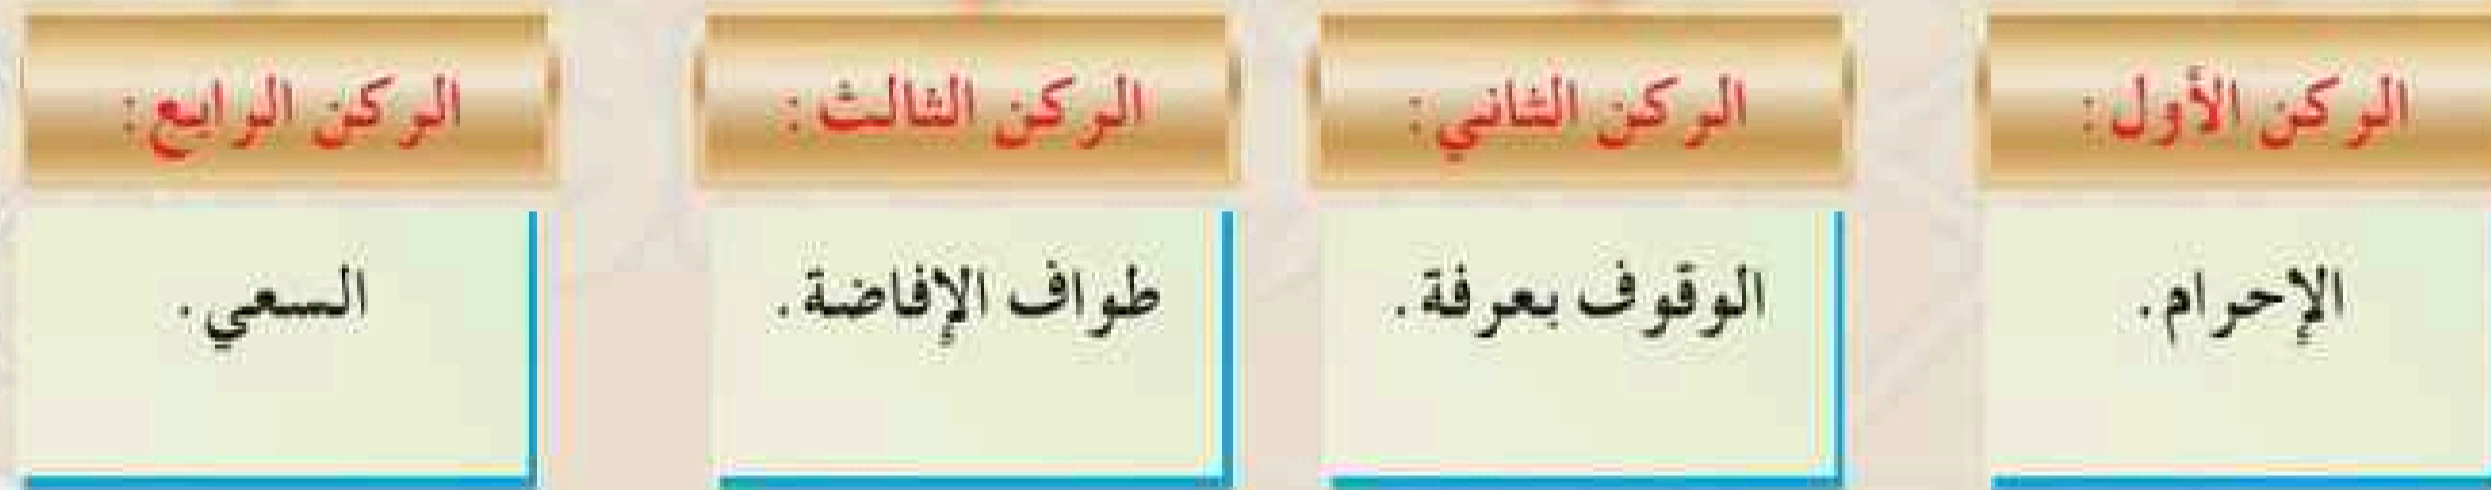 الركن الأول:
الإحرام.
الركن الثاني:
الوقوف بعرفة.
الركن الثالث:
طواف الإفاضة.
الركن الرابع:
السعي.